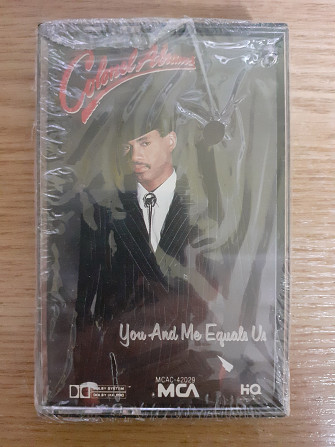 Colonel Abrams
You And Me Equals Us
MCAC-42029
DOLBY SYSTEM
MCA
HQ